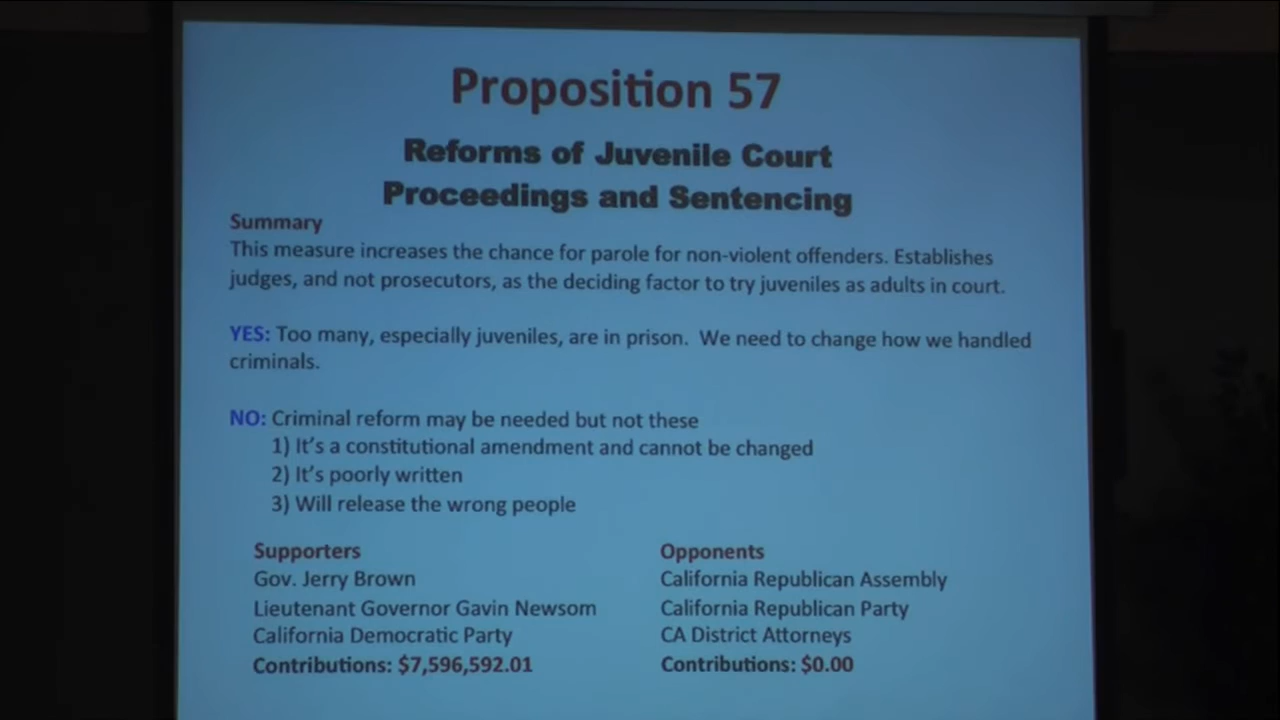 Proposition 57
Reforms of Juvenile Court
Proceedings and Sentencing
Summary
This measure increases the chance for parole for non-violent offenders. Establishes
judges, and not prosecutors, as the deciding factor to try juveniles as adults in court.
YES: Too many, especially juveniles, are in prison. We need to change how we handled
criminals.
NO: Criminal reform may be needed but not these
1) It's a constitutional amendment and cannot be changed
2) It's poorly written
3) Will release the wrong people
Supporters
Gov. Jerry Brown
Lieutenant Governor Gavin Newsom
California Democratic Party
Contributions: $7,596,592.01
Opponents
California Republican Assembly
California Republican Party
CA District Attorneys
Contributions: $0.00